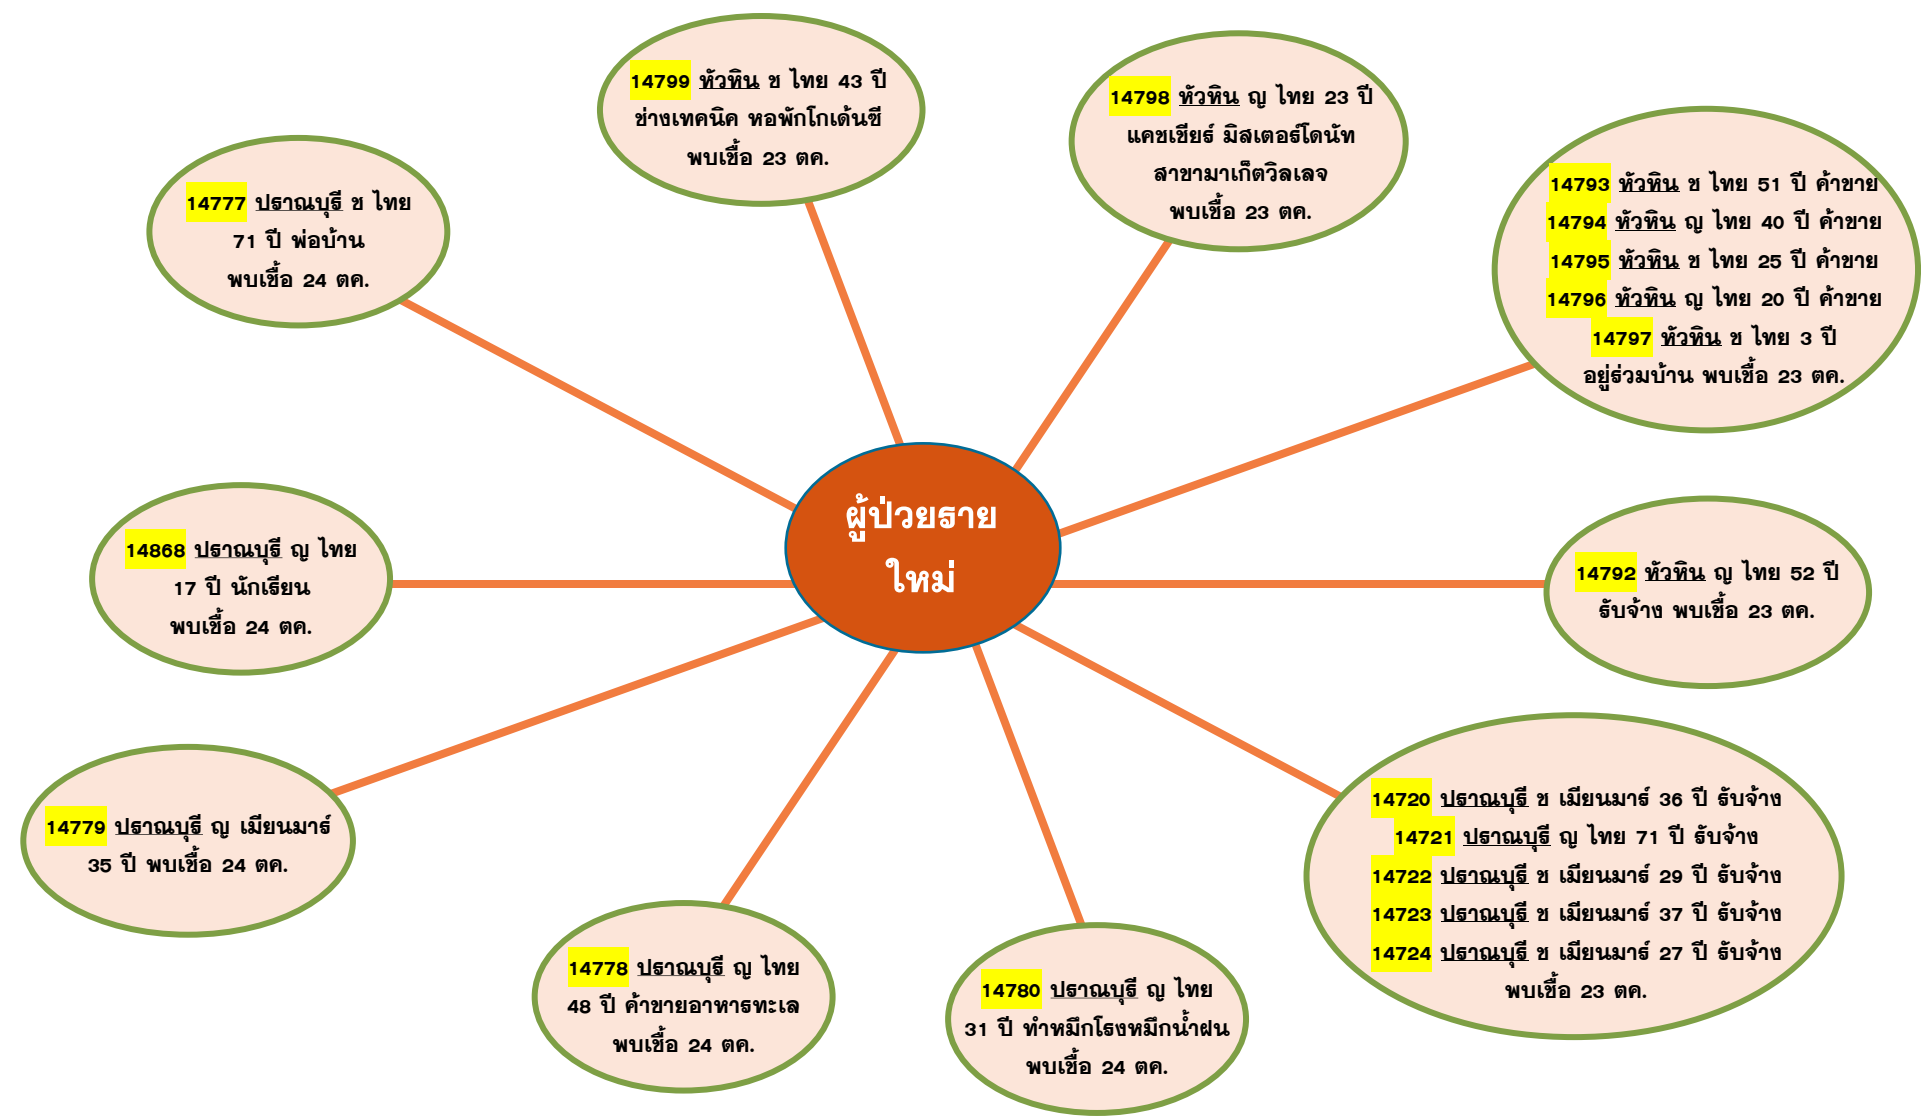 14799 หัวหิน ช ไทย 43 ปี
ช่างเทคนิค หอพักโกเด้นซี
พบเชื้อ 23 ตค.
14798 หัวหิน ญ ไทย 23 ปี
แคชเชียร์ มิสเตอร์โดนัท
สาขามาเก็ตวิลเลจ
พบเชื้อ 23 ตค.
14777 ปราณบุรี ช ไทย
71 ปี พ่อบ้าน
พบเชื้อ 24 ตค.
14793 หัวหิน ช ไทย 51 ปี ค้าขาย
14794 หัวหิน ญ ไทย 40 ปี ค้าขาย
14795 หัวหิน ช ไทย 25 ปี ค้าขาย
14796 หัวหิน ญ ไทย 20 ปี ค้าขาย
14797 หัวหิน ช ไทย 3 ปี
อยู่ร่วมบ้าน พบเชื้อ 23 ตค.
ผู้ป่วยราย
ใหม่
14868 ปราณบุรี ญ ไทย
17 ปี นักเรียน
พบเชื้อ 24 ตค.
14792 หัวหิน ญ ไทย 52 ปี
รับจ้าง พบเชื้อ 23 ตค.
14779 ปราณบุรี ญ เมียนมาร์
35 ปี พบเชื้อ 24 ตค.
14720 ปราณบุรี ช เมียนมาร์ 36 ปี รับจ้าง
14721 ปราณบุรี ญ ไทย 71 ปี รับจ้าง
14722 ปราณบุรี ช เมียนมาร์ 29 ปี รับจ้าง
14723 ปราณบุรี ช เมียนมาร์ 37 ปี รับจ้าง
14724 ปราณบุรี ช เมียนมาร์ 27 ปี รับจ้าง
พบเชื้อ 23 ตค.
14778 ปราณบุรี ญ ไทย
48 ปี ค้าขายอาหารทะเล
พบเชื้อ 24 ตค.
14780 ปราณบุรี ญ ไทย
31 ปี ทำหมึกโรงหมึกน้ำฝน
พบเชื้อ 24 ตค.